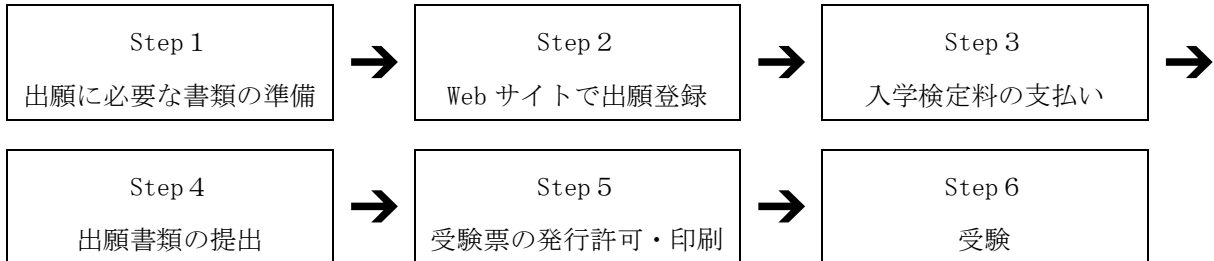 Step１
出願に必要な書類の準備
➔
Step２
Web サイトで出願登録
➔
Step３
入学検定料の支払い
➔
Step４
出願書類の提出
➔
Step５
受験票の発行許可・印刷
➔
Step６
受験